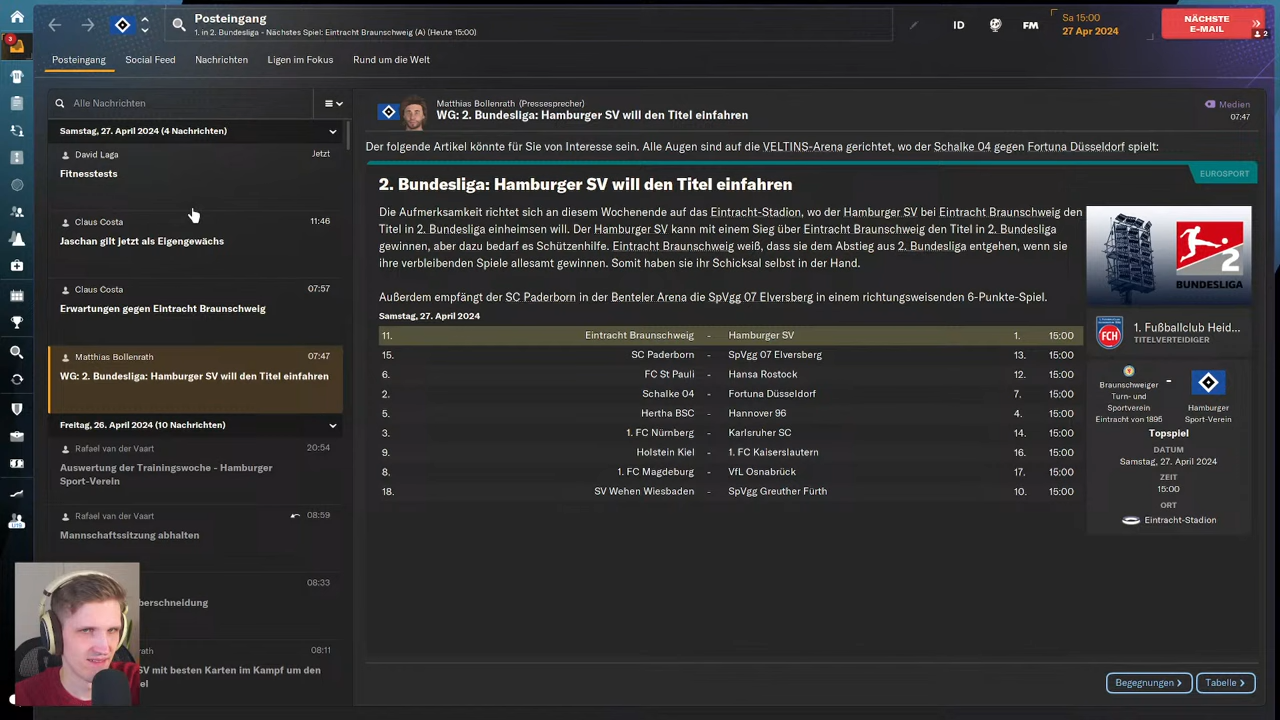 Posteingang
1. in 2. Bundesliga - Nächstes Spiel: Eintracht Braunschweig (A) (Heute 15:00)
ID
FM
Sa 15:00
27 Apr 2024
NÄCHSTE
E-MAIL
2
3
Posteingang
Social Feed
Nachrichten
Ligen im Fokus
Rund um die Welt
Alle Nachrichten
Samstag, 27. April 2024 (4 Nachrichten)
David Laga
Jetzt
Fitnesstests
Claus Costa
11:46
Jaschan gilt jetzt als Eigengewächs
Claus Costa
07:57
Erwartungen gegen Eintracht Braunschweig
Matthias Bollenrath
07:47
WG: 2. Bundesliga: Hamburger SV will den Titel einfahren
Freitag, 26. April 2024 (10 Nachrichten)
Rafael van der Vaart
20:54
Auswertung der Trainingswoche - Hamburger
Sport-Verein
Rafael van der Vaart
08:59
Mannschaftssitzung abhalten
08:33
berschneidung
rath
08:11
SV mit besten Karten im Kampf um den
el
U19
Matthias Bollenrath (Pressesprecher)
WG: 2. Bundesliga: Hamburger SV will den Titel einfahren
Medien
07:47
Der folgende Artikel könnte für Sie von Interesse sein. Alle Augen sind auf die VELTINS-Arena gerichtet, wo der Schalke 04 gegen Fortuna Düsseldorf spielt:
EUROSPORT
2. Bundesliga: Hamburger SV will den Titel einfahren
Die Aufmerksamkeit richtet sich an diesem Wochenende auf das Eintracht-Stadion, wo der Hamburger SV bei Eintracht Braunschweig den
Titel in 2. Bundesliga einheimsen will. Der Hamburger SV kann mit einem Sieg über Eintracht Braunschweig den Titel in 2. Bundesliga
gewinnen, aber dazu bedarf es Schützenhilfe. Eintracht Braunschweig weiß, dass sie dem Abstieg aus 2. Bundesliga entgehen, wenn sie
ihre verbleibenden Spiele allesamt gewinnen. Somit haben sie ihr Schicksal selbst in der Hand.
Außerdem empfängt der SC Paderborn in der Benteler Arena die SpVgg 07 Elversberg in einem richtungsweisenden 6-Punkte-Spiel.
Samstag, 27. April 2024
11. Eintracht Braunschweig - Hamburger SV 1. 15:00
15. SC Paderborn - SpVgg 07 Elversberg 13. 15:00
6. FC St Pauli - Hansa Rostock 12. 15:00
2. Schalke 04 - Fortuna Düsseldorf 7. 15:00
5. Hertha BSC - Hannover 96 4. 15:00
3. 1. FC Nürnberg - Karlsruher SC 14. 15:00
9. Holstein Kiel - 1. FC Kaiserslautern 16. 15:00
8. 1. FC Magdeburg - VfL Osnabrück 17. 15:00
18. SV Wehen Wiesbaden - SpVgg Greuther Fürth 10. 15:00
2
BUNDESLIGA
FCH
1. Fußballclub Heid...
TITELVERTEIDIGER
Braunschweiger
Turn- und
Sportverein
Eintracht von 1895
-
Hamburger
Sport-Verein
Topspiel
DATUM
Samstag, 27. April 2024
ZEIT
15:00
ORT
Eintracht-Stadion
Begegnungen
Tabelle